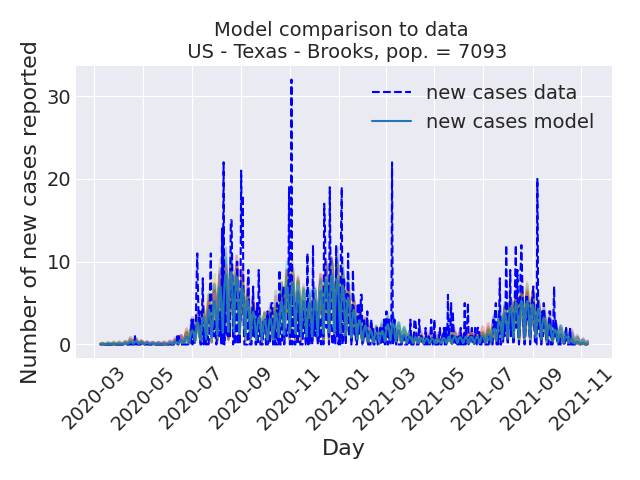 Model comparison to data
US - Texas - Brooks, pop. = 7093
Number of new cases reported
30
20
10
0
new cases data
new cases model
2020-03
2020-05
2020-07
2020-09
2020-11
2021-01
2021-03
2021-05
2021-07
2021-09
2021-11
Day